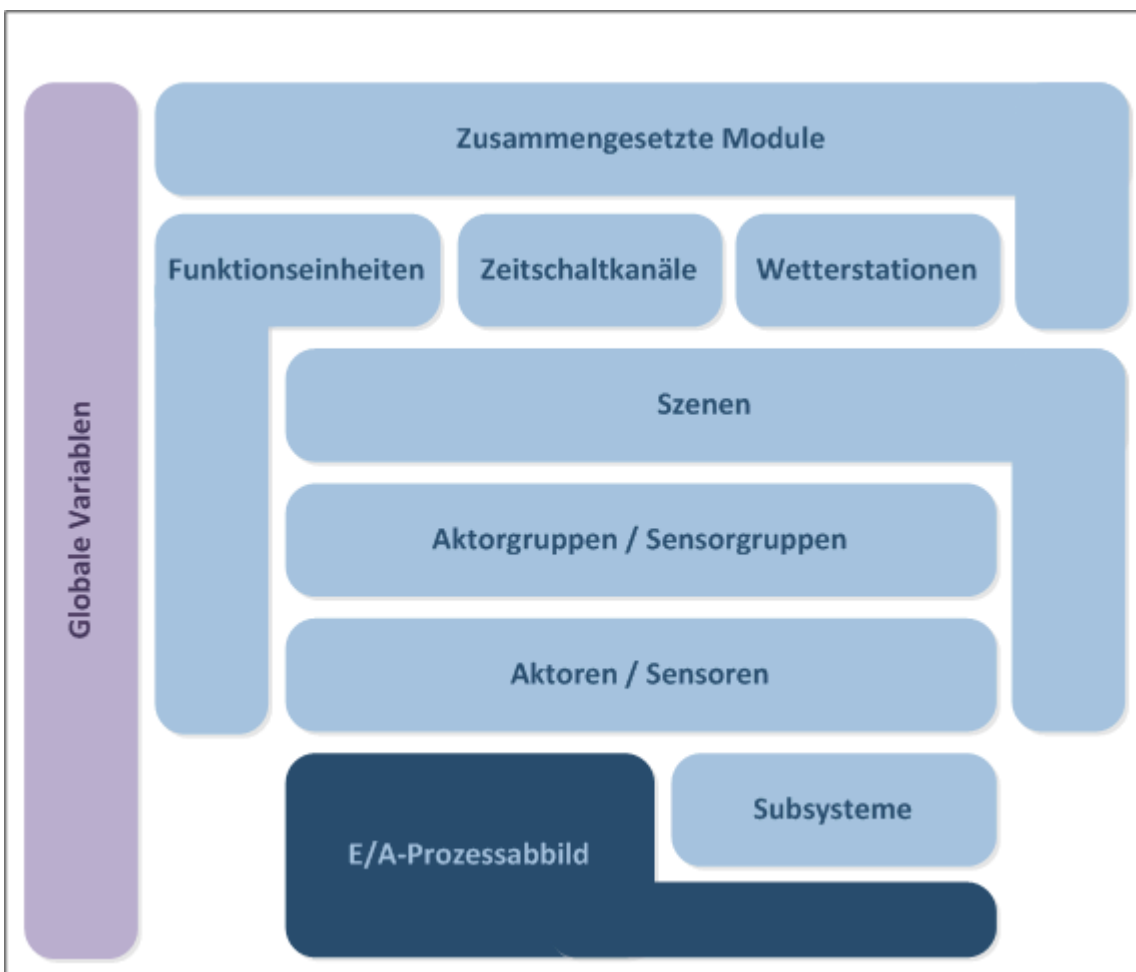 Zusammengesetzte Module
Funktionseinheiten
Zeitschaltkanäle
Wetterstationen
Szenen
Globale Variablen
Aktorgruppen / Sensorgruppen
Aktoren / Sensoren
Subsysteme
E/A-Prozessabbild